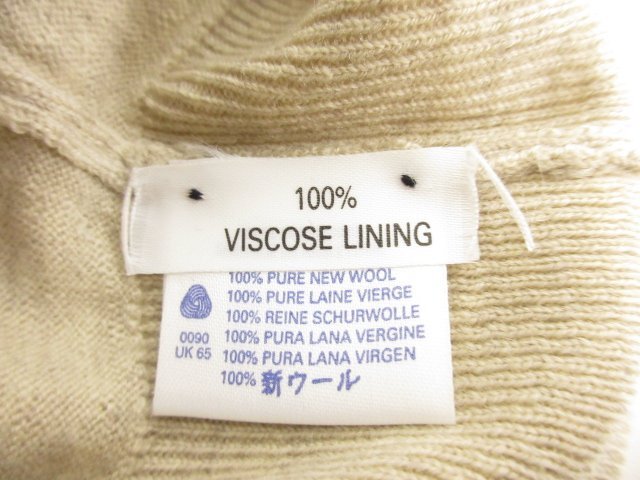 100%
VISCOSE LINING
100% PURE NEW WOOL
100% PURE LAINE VIERGE
100% REINE SCHURWOLLE
100% PURA LANA VERGINE
100% PURA LANA VIRGEN
100% 新ウール
0090
UK 65